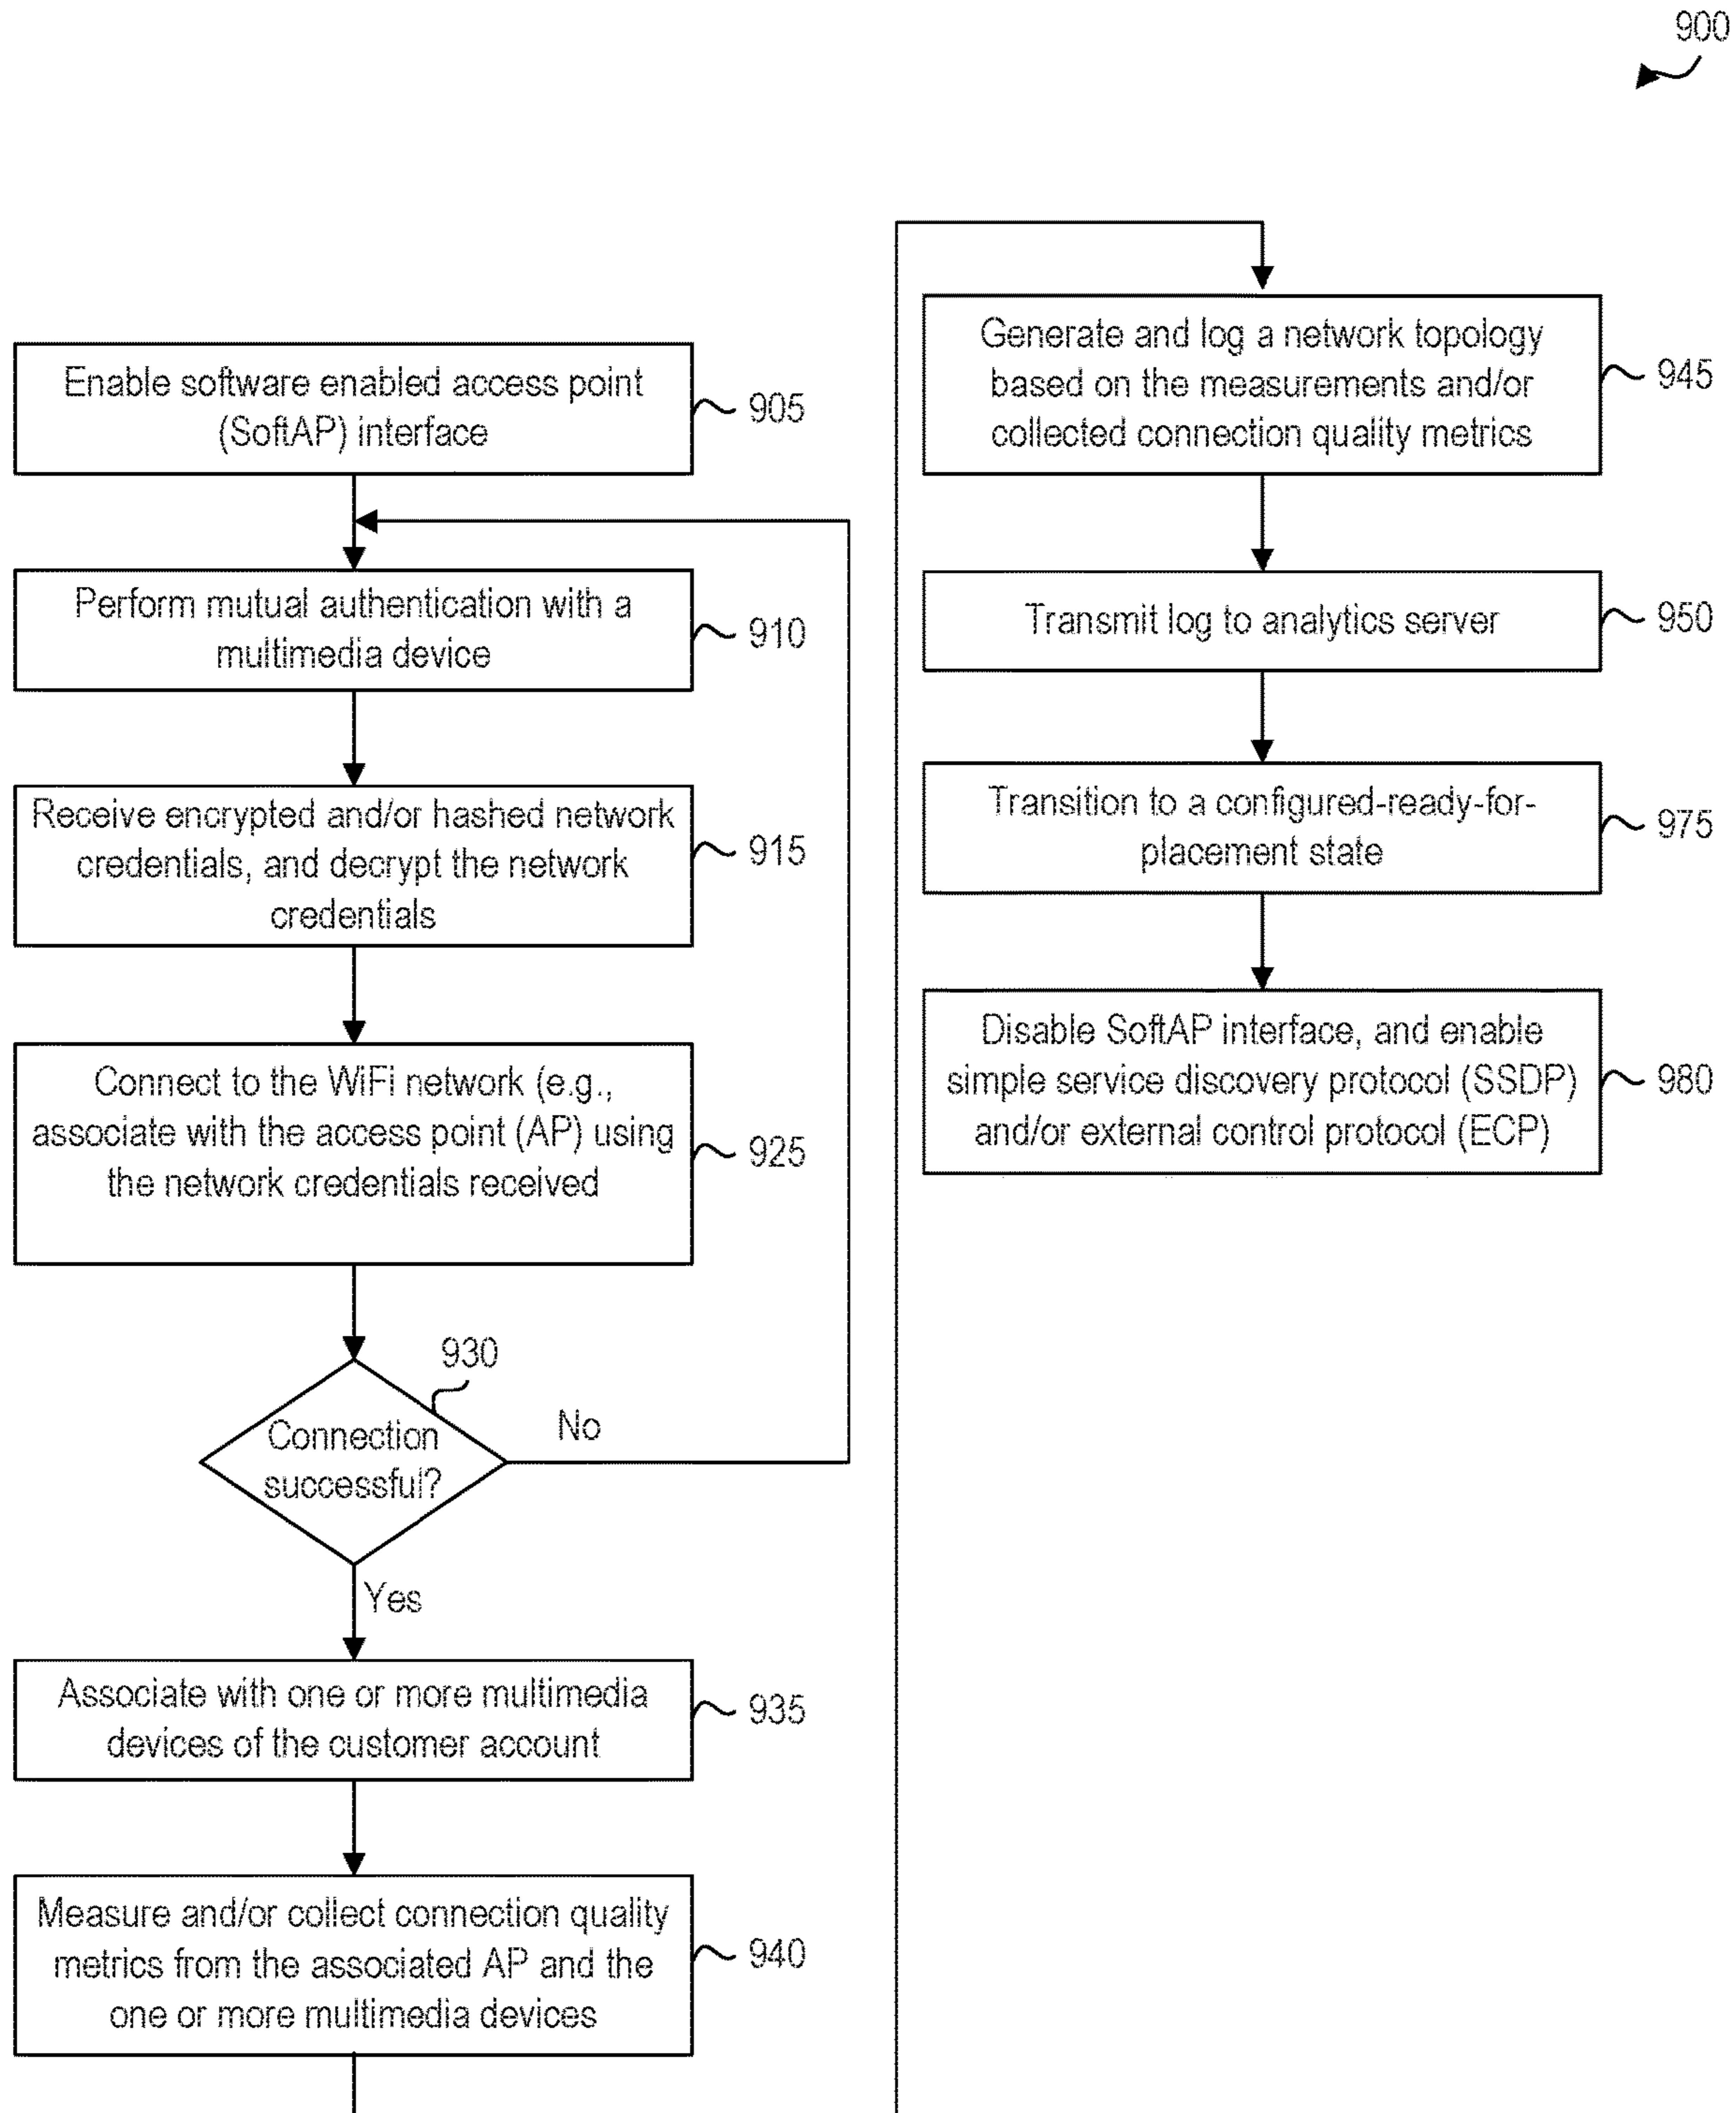 900
Enable software enabled access point
(SoftAP) interface
905
Perform mutual authentication with a
multimedia device
910
Receive encrypted and/or hashed network
credentials, and decrypt the network
credentials
915
Connect to the WiFi network (e.g.,
associate with the access point (AP) using
the network credentials received
925
930
Connection
successful?
No
Yes
Associate with one or more multimedia
devices of the customer account
935
Measure and/or collect connection quality
metrics from the associated AP and the
one or more multimedia devices
940
Generate and log a network topology
based on the measurements and/or
collected connection quality metrics
945
Transmit log to analytics server
950
Transition to a configured-ready-for-
placement state
975
Disable SoftAP interface, and enable
simple service discovery protocol (SSDP)
and/or external control protocol (ECP)
980